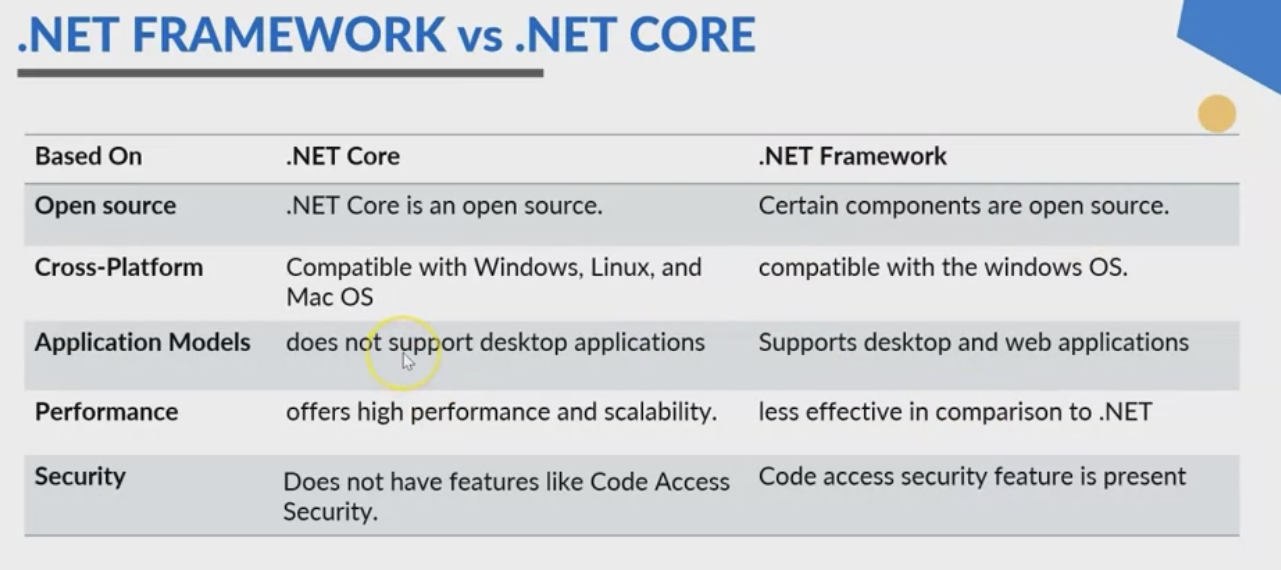 .NET FRAMEWORK vs .NET CORE
Based On .NET Core .NET Framework
Open source .NET Core is an open source. Certain components are open source.
Cross-Platform Compatible with Windows, Linux, and compatible with the windows OS.
Mac OS
Application Models does not support desktop applications Supports desktop and web applications
Performance offers high performance and scalability. less effective in comparison to .NET
Security Does not have features like Code Access Code access security feature is present
Security.